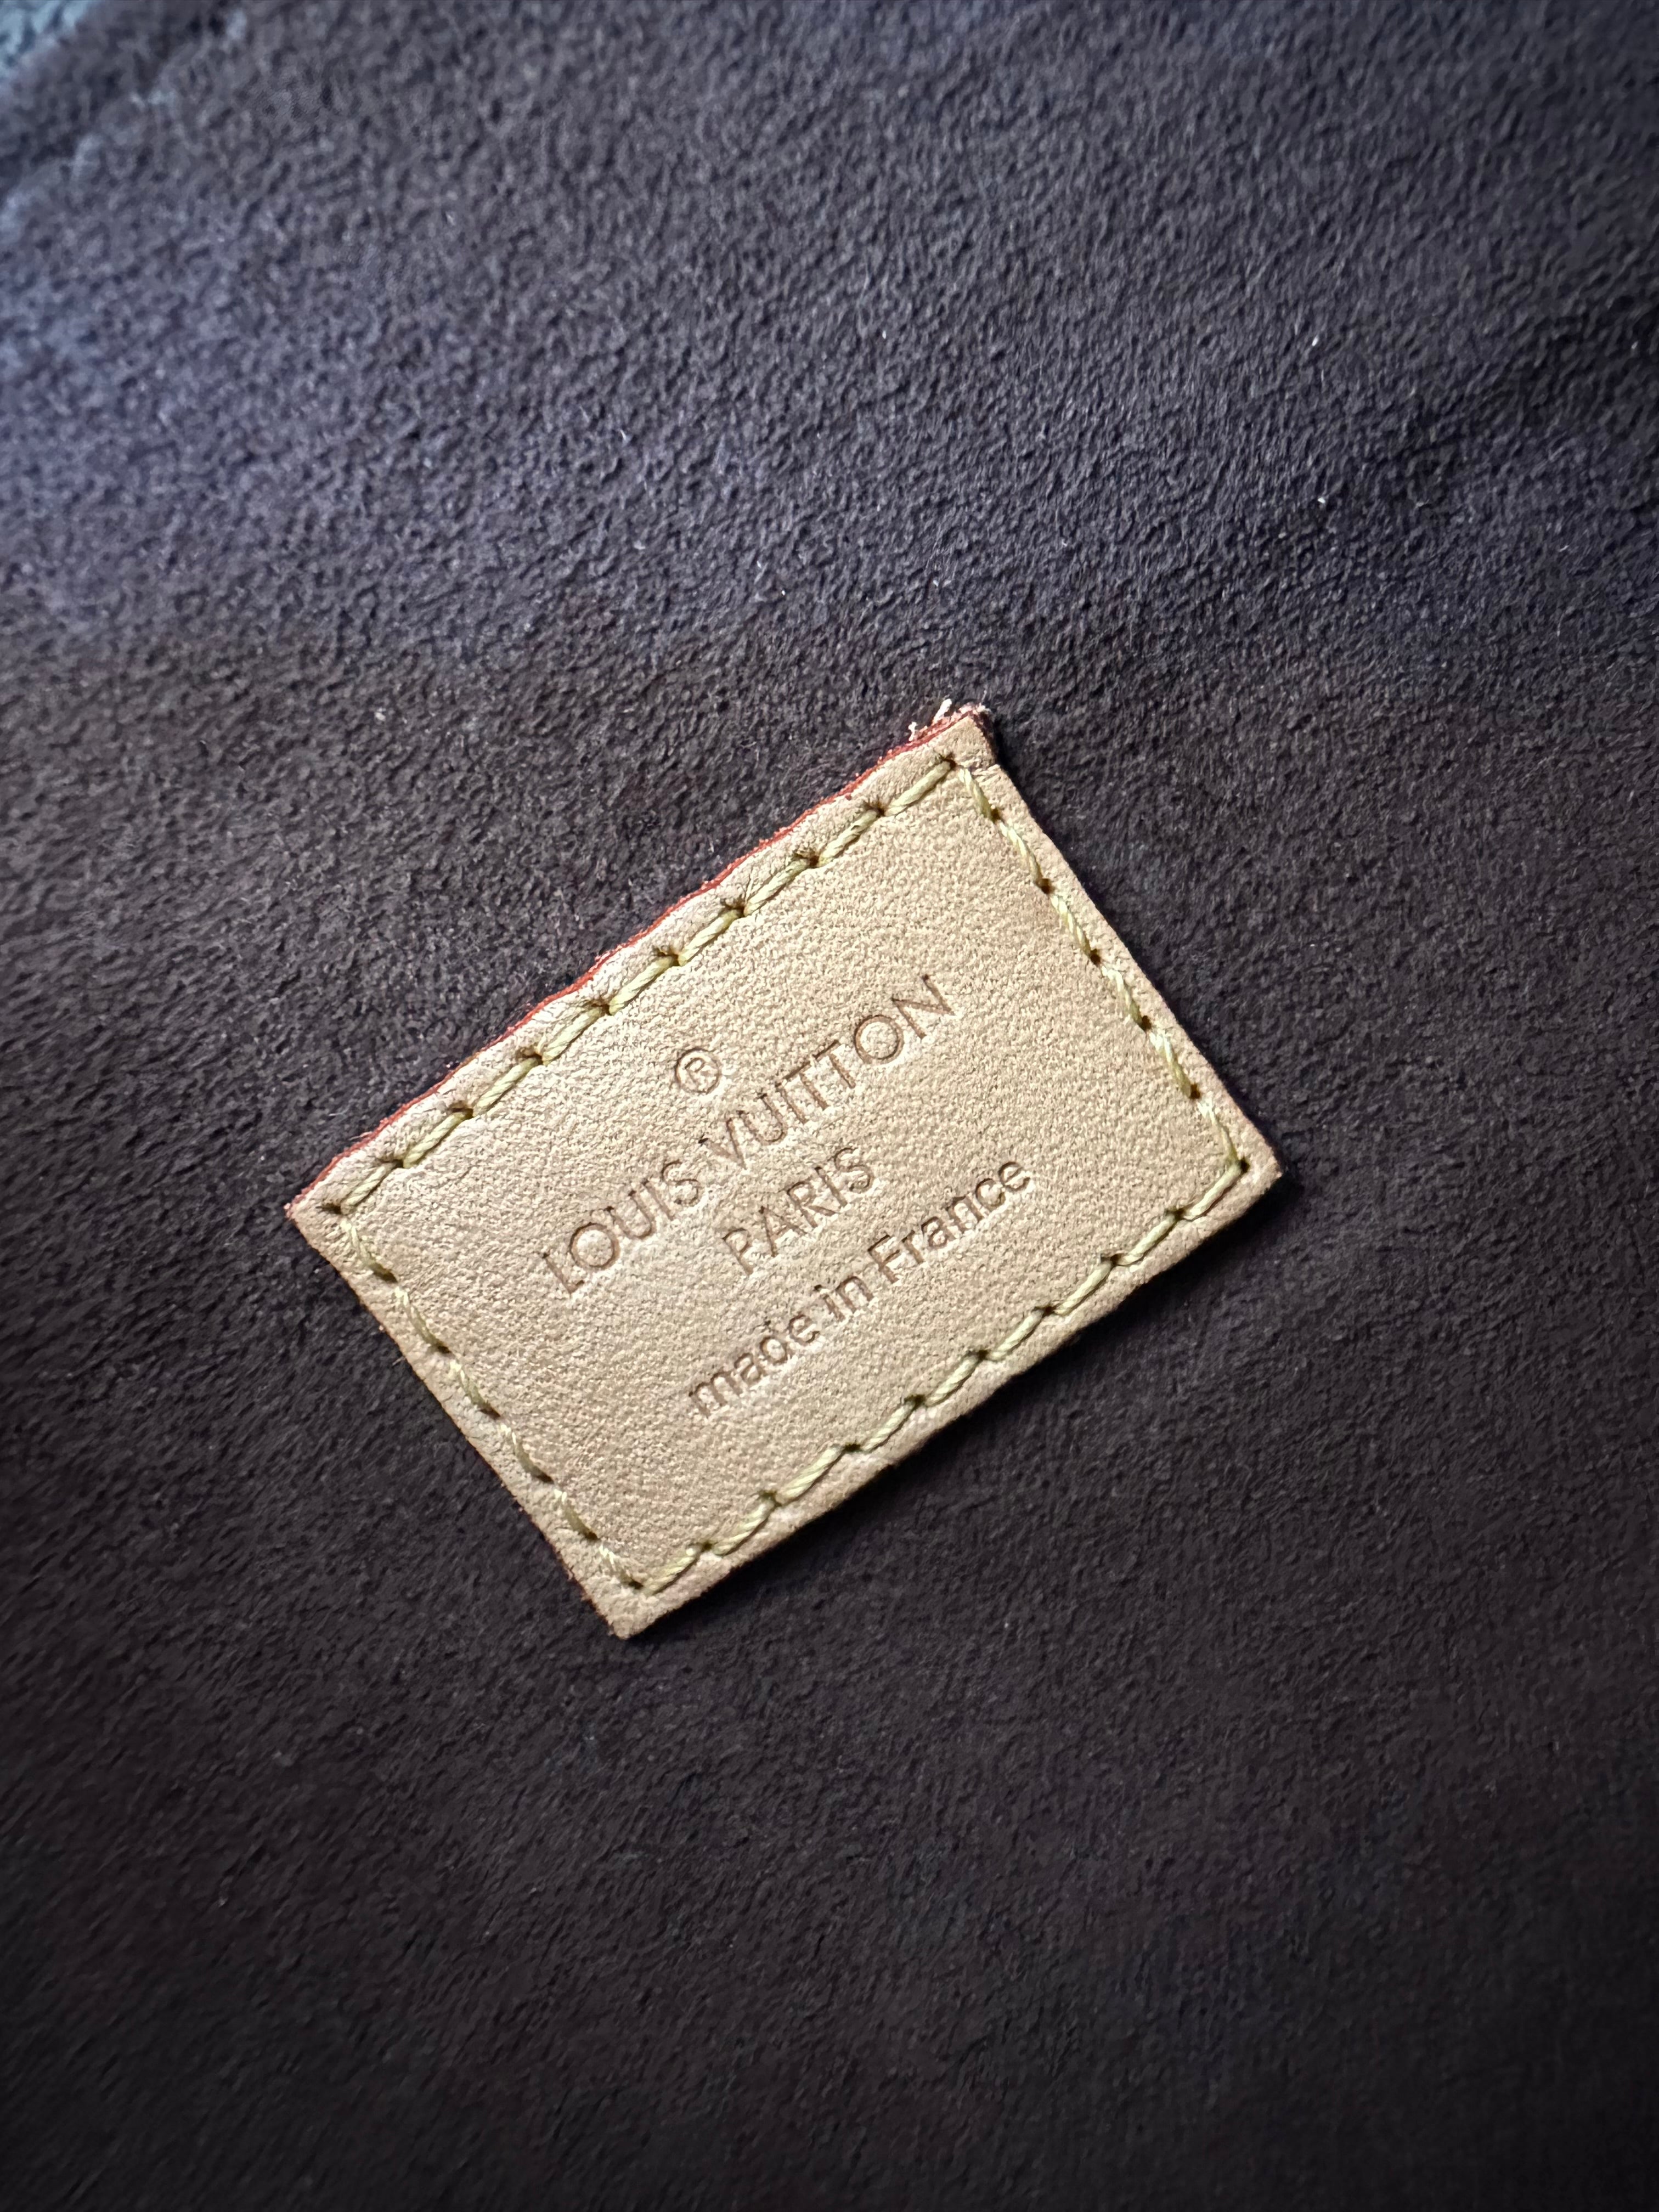 ®
LOUIS VUITTON
PARIS
made in France